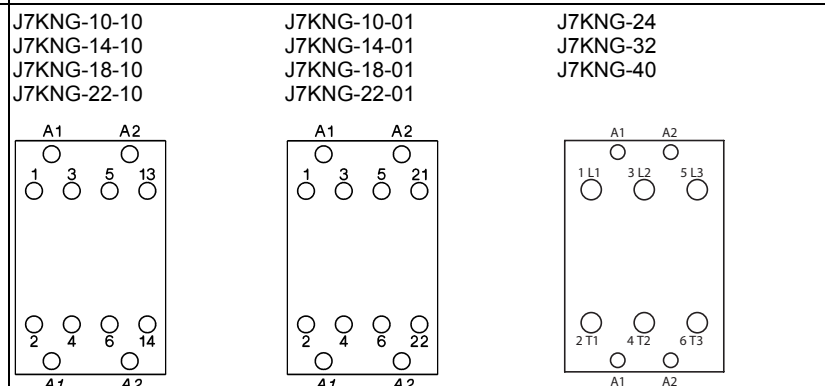 J7KNG-10-10
J7KNG-14-10
J7KNG-18-10
J7KNG-22-10
A1 A2
1 3 5 13
2 4 6 14
A1 A2
J7KNG-10-01
J7KNG-14-01
J7KNG-18-01
J7KNG-22-01
A1 A2
1 3 5 21
2 4 6 22
A1 A2
J7KNG-24
J7KNG-32
J7KNG-40
A1 A2
1 L1 3 L2 5 L3
2 T1 4 T2 6 T3
A1 A2